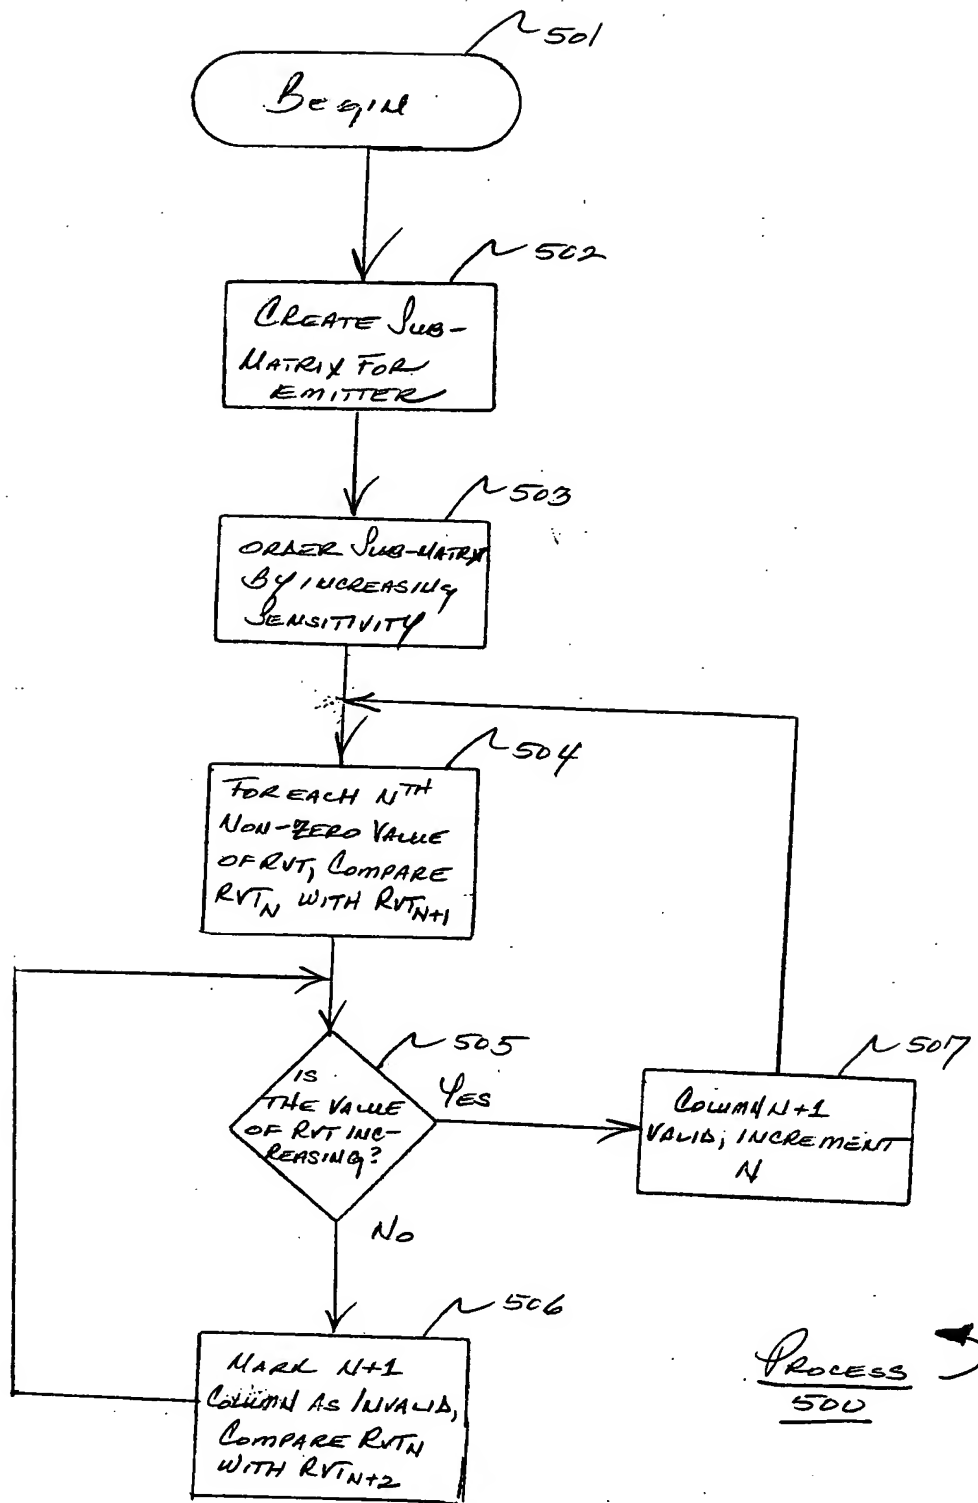 501
Begin
502
CREATE SUB-
MATRIX FOR
EMITTER
503
ORDER SUB-MATRIX
BY INCREASING
SENSITIVITY
504
FOR EACH NTH
NON-ZERO VALUE
OF RVT, COMPARE
RVTN WITH RVTN+1
505
IS
THE VALUE
OF RVT INC-
REASING?
YES
507
COLUMN N+1
VALID; INCREMENT
N
NO
506
MARK N+1
COLUMN AS INVALID,
COMPARE RVTN
WITH RVTN+2
PROCESS
500